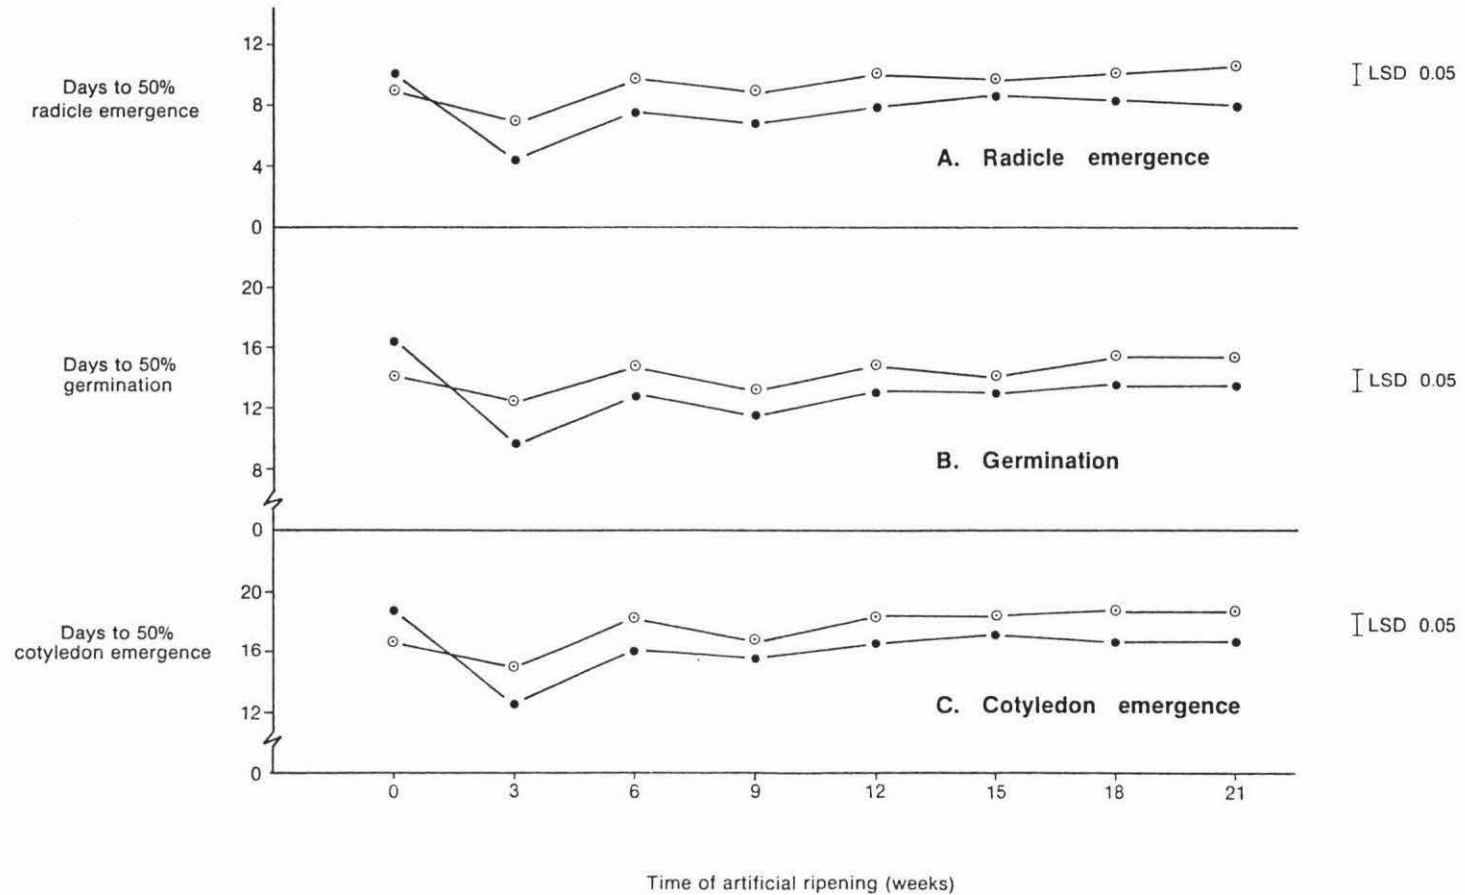 12
Days to 50%
radicle emergence
8
4
0
LSD 0.05
A. Radicle emergence
20
16
Days to 50%
germination
12
8
0
LSD 0.05
B. Germination
20
Days to 50%
cotyledon emergence
16
12
0
LSD 0.05
C. Cotyledon emergence
0 3 6 9 12 15 18 21
Time of artificial ripening (weeks)